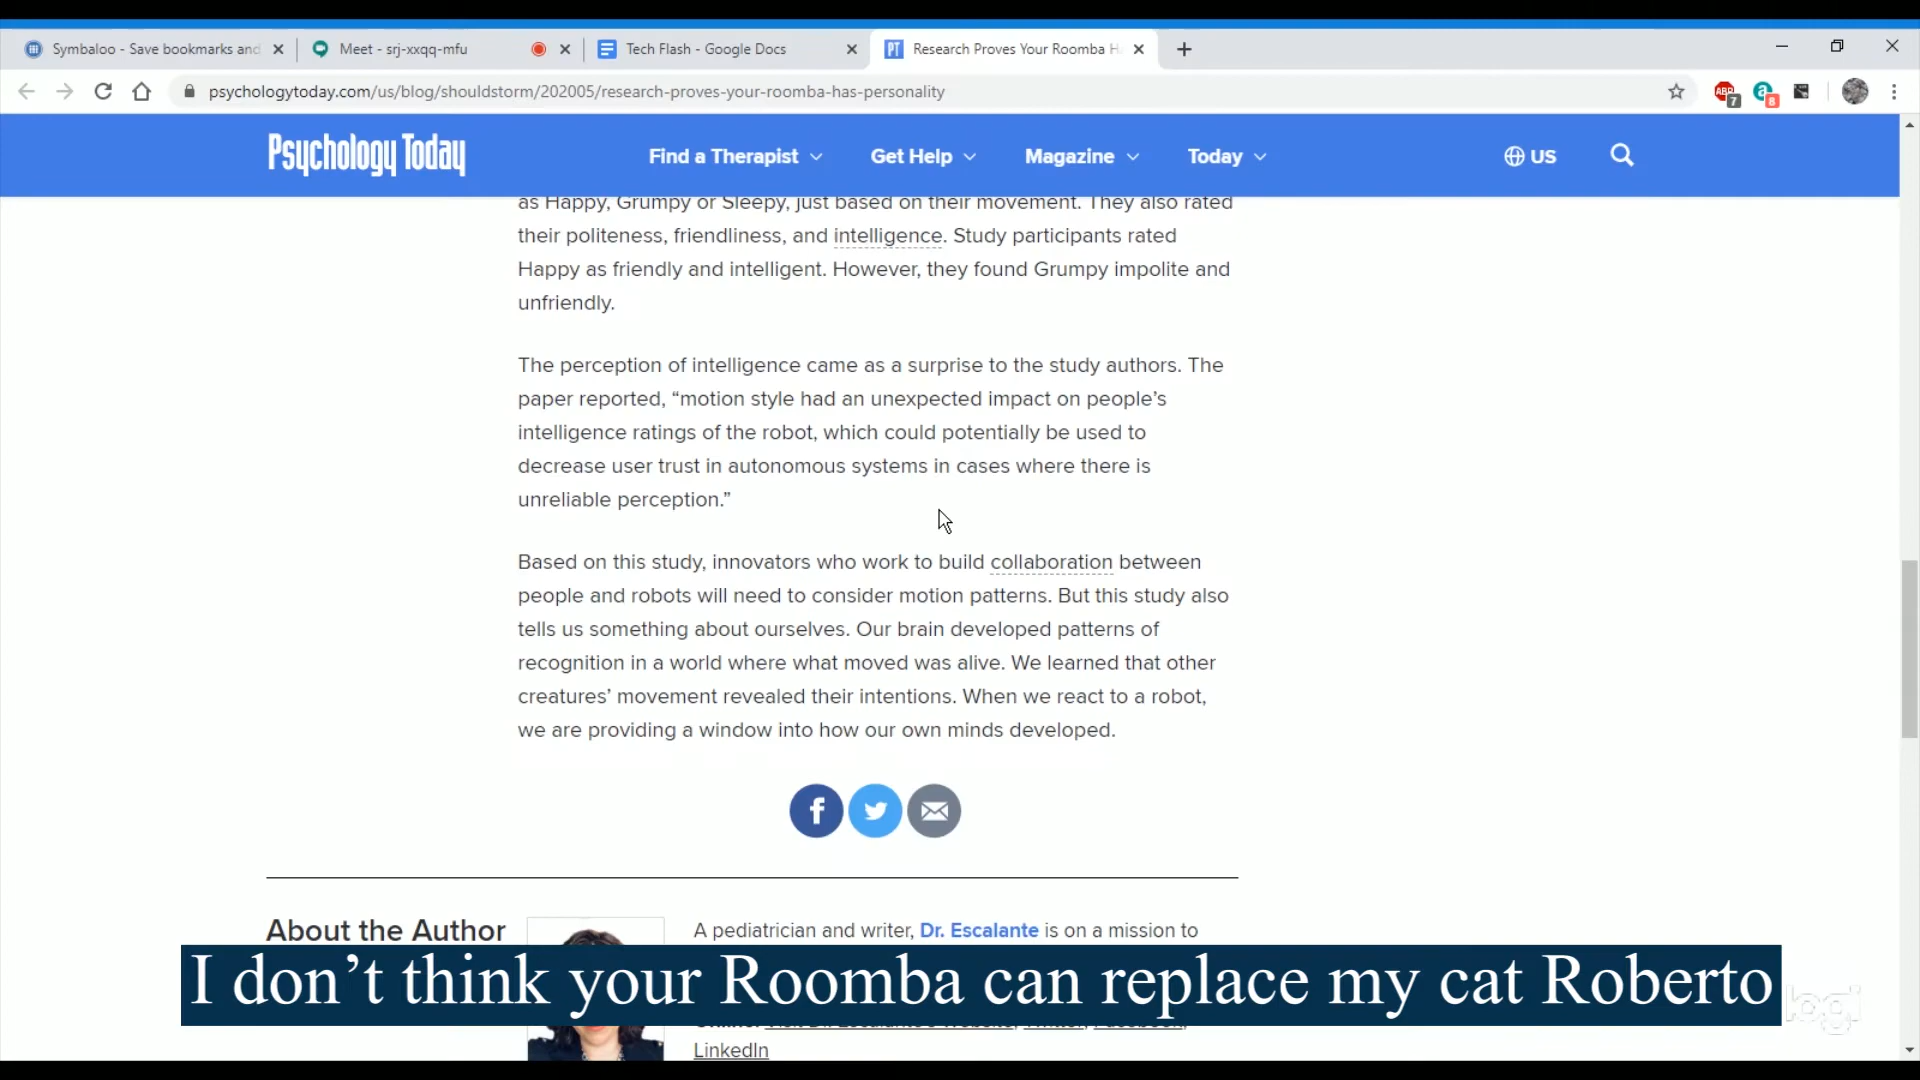 Symbaloo - Save bookmarks and
Meet - srj-xxqq-mfu
Tech Flash - Google Docs
Research Proves Your Roomba H
psychologytoday.com/us/blog/shouldstorm/202005/research-proves-your-roomba-has-personality
ABP
7
a
8
Psychology Today
Find a Therapist
Get Help
Magazine
Today
US
as Happy, Grumpy or Sleepy, just based on their movement. They also rated
their politeness, friendliness, and intelligence. Study participants rated
Happy as friendly and intelligent. However, they found Grumpy impolite and
unfriendly.
The perception of intelligence came as a surprise to the study authors. The
paper reported, “motion style had an unexpected impact on people’s
intelligence ratings of the robot, which could potentially be used to
decrease user trust in autonomous systems in cases where there is
unreliable perception.”
Based on this study, innovators who work to build collaboration between
people and robots will need to consider motion patterns. But this study also
tells us something about ourselves. Our brain developed patterns of
recognition in a world where what moved was alive. We learned that other
creatures’ movement revealed their intentions. When we react to a robot,
we are providing a window into how our own minds developed.
About the Author
A pediatrician and writer, Dr. Escalante is on a mission to
I don’t think your Roomba can replace my cat Roberto
logi
LinkedIn